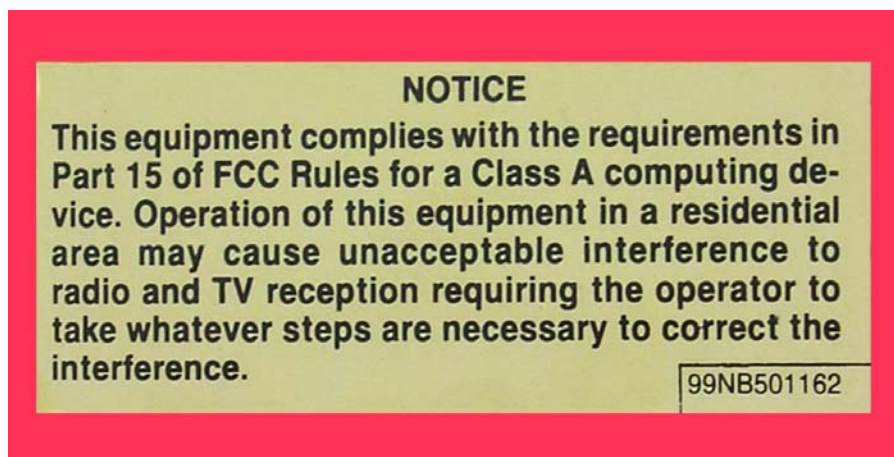 NOTICE
This equipment complies with the requirements in
Part 15 of FCC Rules for a Class A computing de-
vice. Operation of this equipment in a residential
area may cause unacceptable interference to
radio and TV reception requiring the operator to
take whatever steps are necessary to correct the
interference.
99NB501162